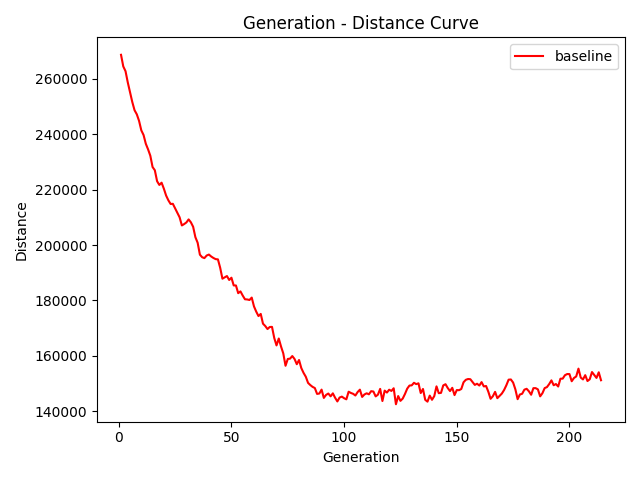 Generation - Distance Curve
baseline
Distance
260000
240000
220000
200000
180000
160000
140000
0 50 100 150 200
Generation